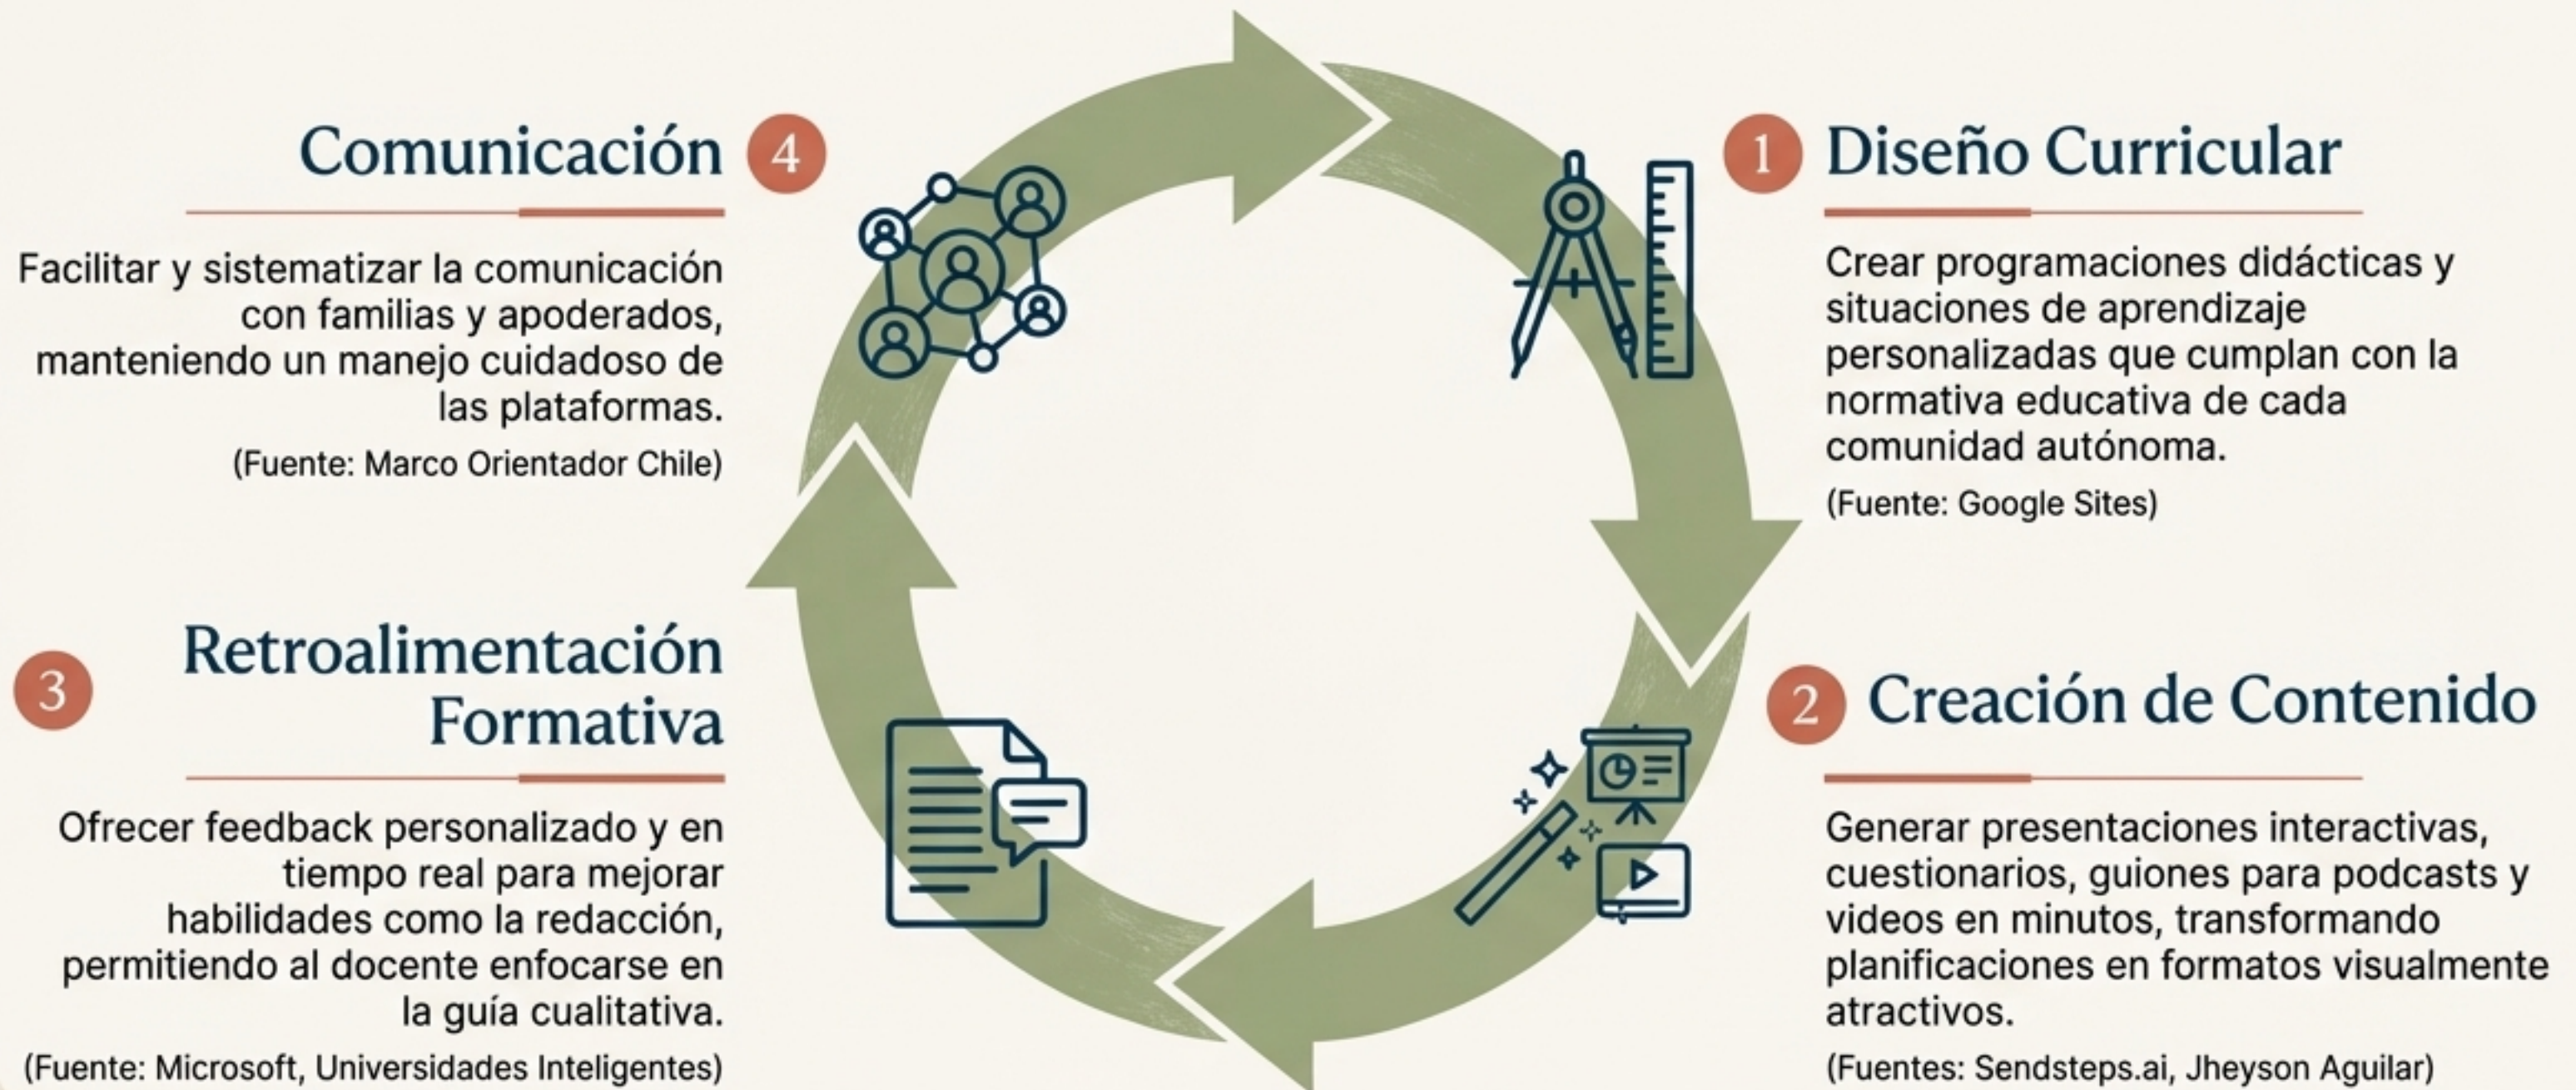 1
Diseño Curricular
Crear programaciones didácticas y
situaciones de aprendizaje
personalizadas que cumplan con la
normativa educativa de cada
comunidad autónoma.
(Fuente: Google Sites)
2
Creación de Contenido
Generar presentaciones interactivas,
cuestionarios, guiones para podcasts y
videos en minutos, transformando
planificaciones en formatos visualmente
atractivos.
(Fuentes: Sendsteps.ai, Jheyson Aguilar)
3
Retroalimentación
Formativa
Ofrecer feedback personalizado y en
tiempo real para mejorar
habilidades como la redacción,
permitiendo al docente enfocarse en
la guía cualitativa.
(Fuente: Microsoft, Universidades Inteligentes)
Comunicación
4
Facilitar y sistematizar la comunicación
con familias y apoderados,
manteniendo un manejo cuidadoso de
las plataformas.
(Fuente: Marco Orientador Chile)